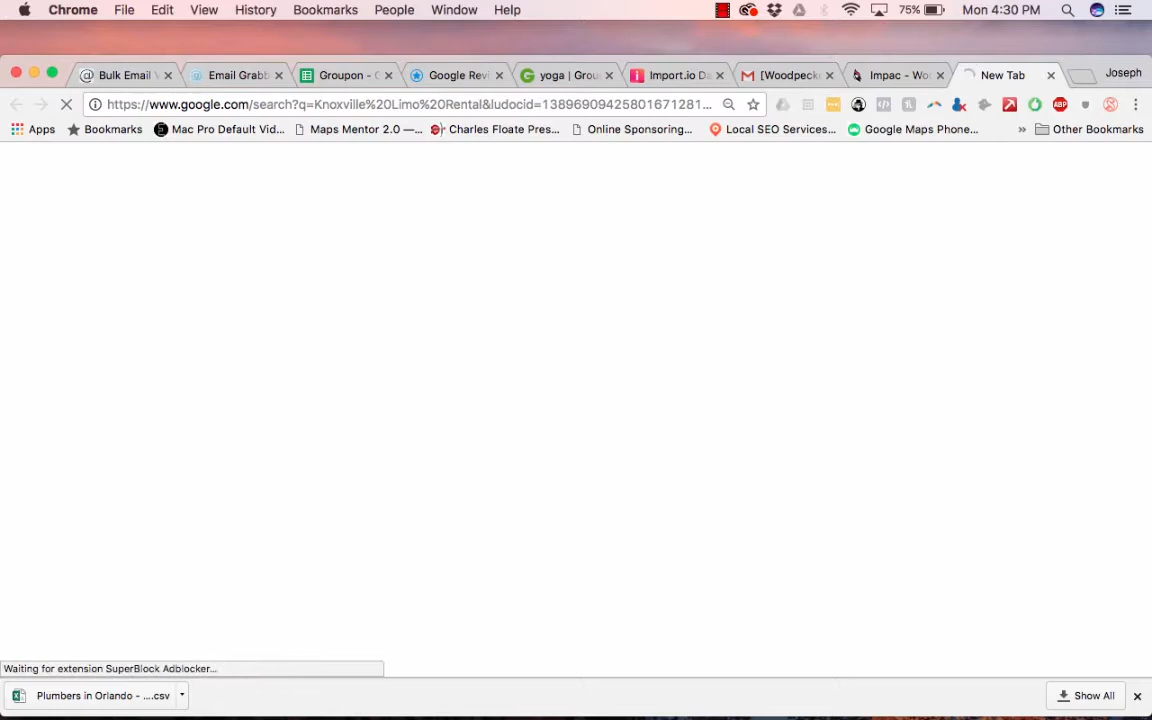 Chrome File Edit View History Bookmarks People Window Help 75% Mon 4:30 PM
@ Bulk Email Email Grabb Groupon - Google Revi yoga | Grou Import.io Da [Woodpeck Impac - Wo New Tab Joseph
https://www.google.com/search?q=Knoxville%20Limo%20Rental&ludocid=13896909425801671281...
Apps Bookmarks Mac Pro Default Vid... Maps Mentor 2.0 —... Charles Floate Pres... Online Sponsoring... Local SEO Services... Google Maps Phone... » Other Bookmarks
Waiting for extension SuperBlock Adblocker...
Plumbers in Orlando - ....csv Show All